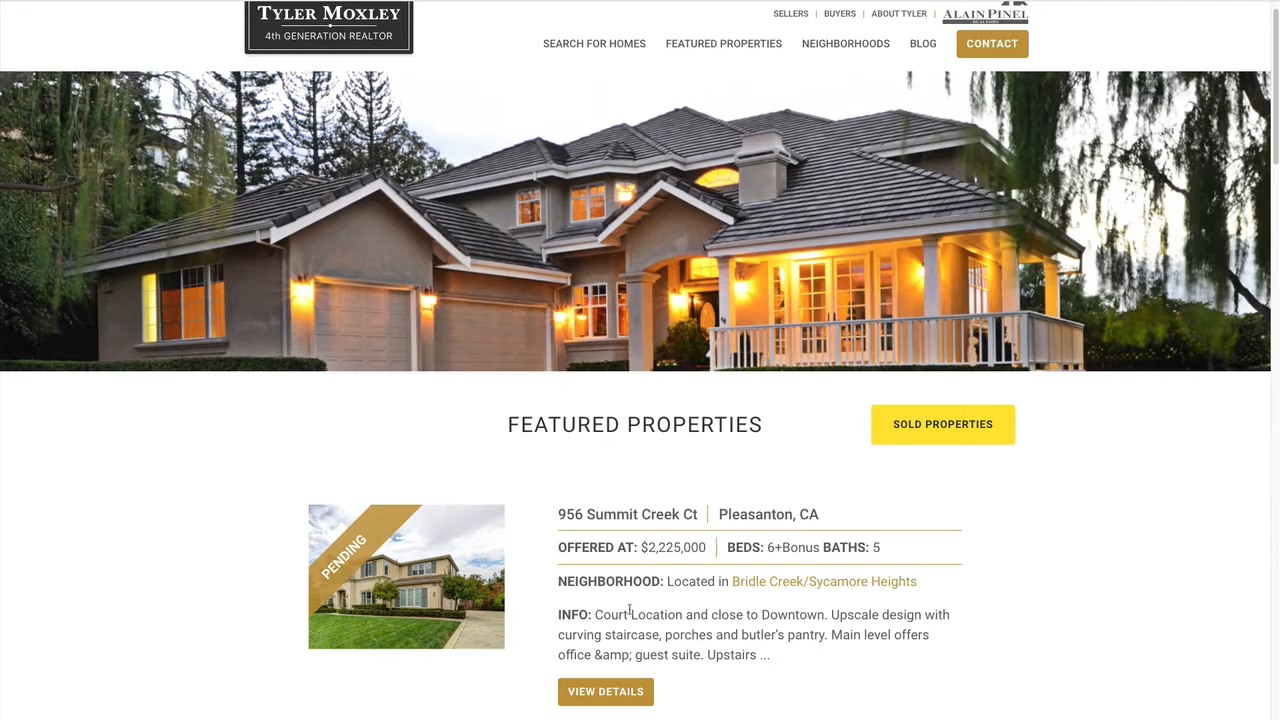 TYLER MOXLEY
4th GENERATION REALTOR
SELLERS | BUYERS | ABOUT TYLER | ALAIN PINEL
REALTORS
SEARCH FOR HOMES FEATURED PROPERTIES NEIGHBORHOODS BLOG CONTACT
FEATURED PROPERTIES
SOLD PROPERTIES
PENDING
956 Summit Creek Ct | Pleasanton, CA
OFFERED AT: $2,225,000 | BEDS: 6+Bonus BATHS: 5
NEIGHBORHOOD: Located in Bridle Creek/Sycamore Heights
INFO: Court Location and close to Downtown. Upscale design with
curving staircase, porches and butler's pantry. Main level offers
office &amp; guest suite. Upstairs ...
VIEW DETAILS